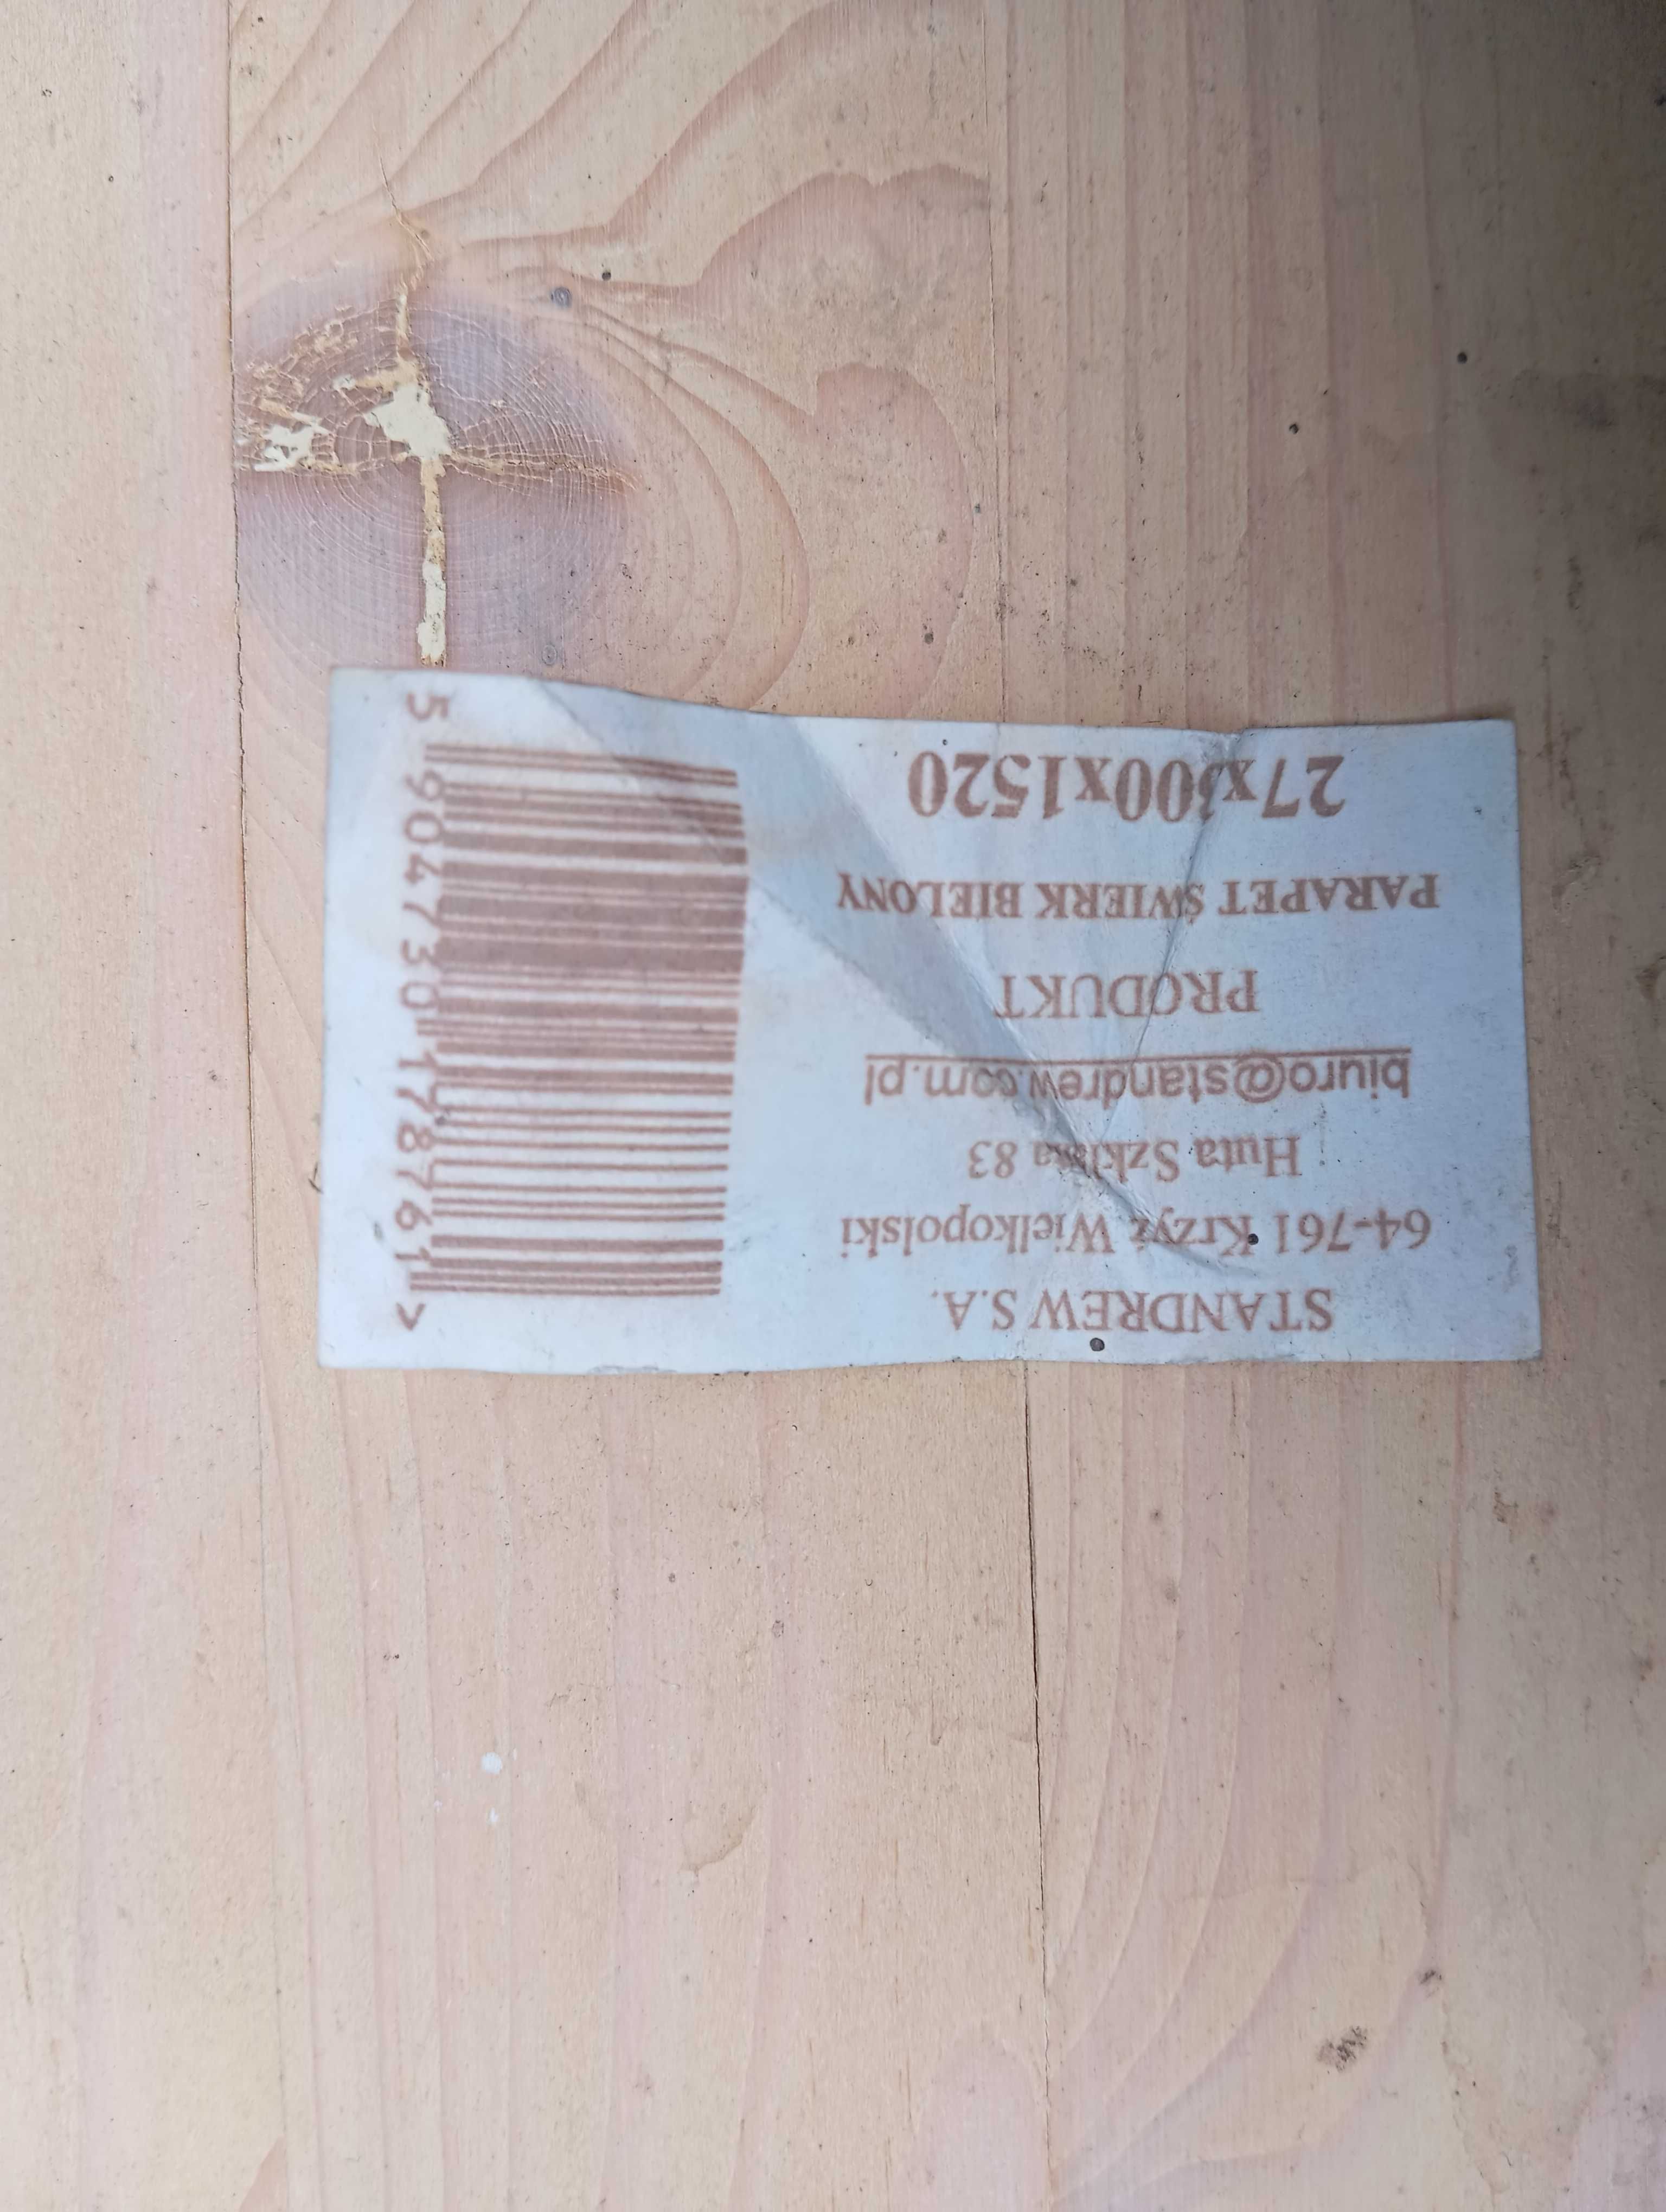 STANDREW S.A.
64-761 Krzyż Wielkopolski
Huta Szklana 83
biuro@standrew.com.pl
PRODUKT
PARAPET ŚWIERK BIELONY
27x300x1520
5 904730 178761 >